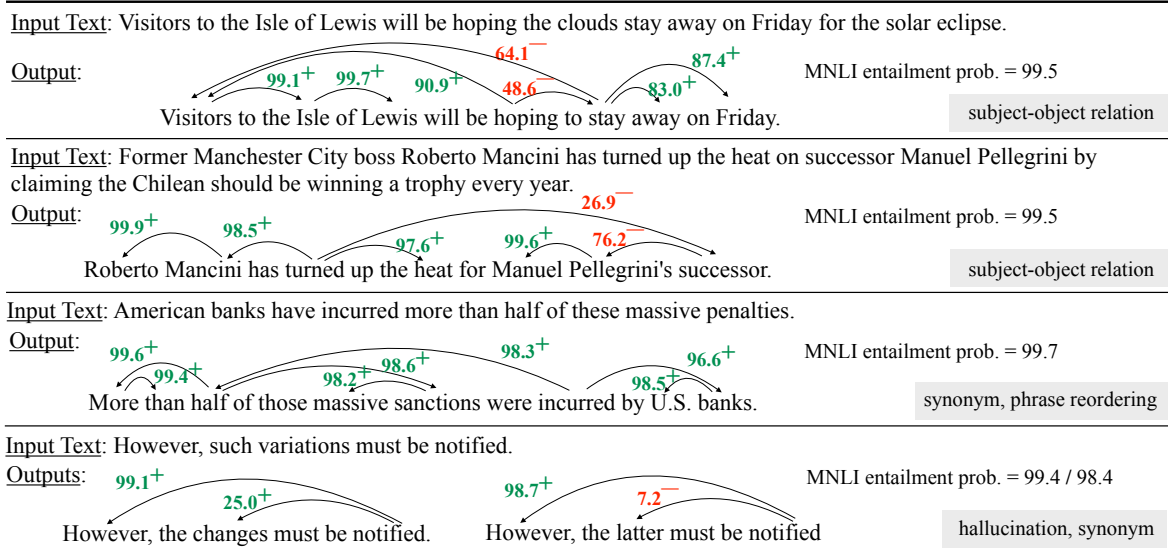 Input Text: Visitors to the Isle of Lewis will be hoping the clouds stay away on Friday for the solar eclipse.
64.1−
87.4+
Output:
99.1+ 99.7+ 90.9+ 48.6− 83.0+
MNLI entailment prob. = 99.5
Visitors to the Isle of Lewis will be hoping to stay away on Friday.
subject-object relation
Input Text: Former Manchester City boss Roberto Mancini has turned up the heat on successor Manuel Pellegrini by
claiming the Chilean should be winning a trophy every year.
26.9−
Output:
99.9+ 98.5+ 97.6+ 99.6+ 76.2−
MNLI entailment prob. = 99.5
Roberto Mancini has turned up the heat for Manuel Pellegrini's successor.
subject-object relation
Input Text: American banks have incurred more than half of these massive penalties.
Output:
99.6+ 99.4+ 98.2+ 98.6+ 98.3+ 98.5+ 96.6+
MNLI entailment prob. = 99.7
More than half of those massive sanctions were incurred by U.S. banks.
synonym, phrase reordering
Input Text: However, such variations must be notified.
Outputs:
99.1+ 25.0+ 98.7+ 7.2−
MNLI entailment prob. = 99.4 / 98.4
However, the changes must be notified. However, the latter must be notified
hallucination, synonym